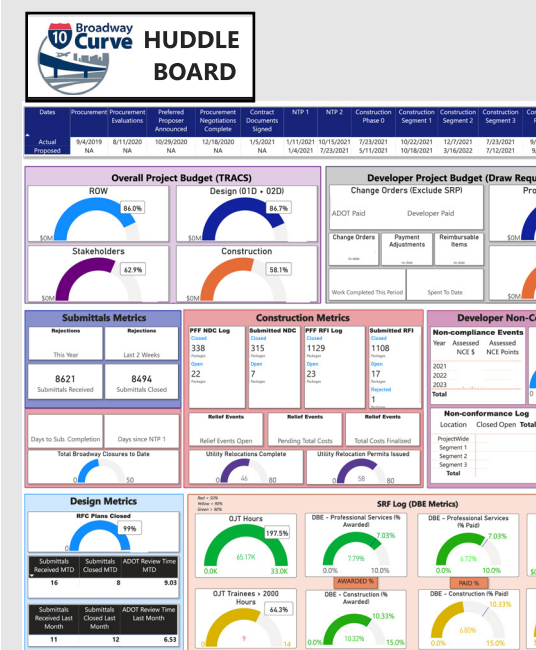 10 Broadway Curve
HUDDLE BOARD
Dates Procurement Procurement Evaluations Preferred Proposer Announced Procurement Negotiations Complete Contract Documents Signed NTP 1 NTP 2 Construction Phase 0 Construction Segment 1 Construction Segment 2 Construction Segment 3
Actual 9/4/2019 8/11/2020 10/29/2020 12/18/2020 1/5/2021 1/11/2021 10/15/2021 7/23/2021 10/22/2021 12/7/2021 7/23/2021
Proposed NA NA NA NA NA 1/4/2021 7/23/2021 5/11/2021 10/18/2021 3/16/2022 7/12/2021
Overall Project Budget (TRACS)
ROW
86.0%
$0M
Design (01D + 02D)
86.7%
$0M
Stakeholders
62.9%
$0M
Construction
58.1%
$0M
Developer Project Budget (Draw Requ
Change Orders (Exclude SRP)
ADOT Paid Developer Paid
Change Orders
Payment Adjustments
Reimbursable Items
Work Completed This Period
Spent To Date
Pro
$0M
$0M
Submittals Metrics
Rejections
This Year
Rejections
Last 2 Weeks
8621
Submittals Received
8494
Submittals Closed
Days to Sub. Completion
Days since NTP 1
Total Broadway Closures to Date
0 50
Construction Metrics
PFF NDC Log
Closed
338
Packages
Open
22
Packages
Submitted NDC
Closed
315
Packages
Open
7
Packages
PFF RFI Log
Closed
1129
Packages
Open
23
Packages
Submitted RFI
Closed
1108
Packages
Open
17
Packages
Rejected
1
Packages
Relief Events
Relief Events Open
Relief Events
Pending Total Costs
Relief Events
Total Costs Finalized
Utility Relocations Complete
0 46 80
Utility Relocation Permits Issued
0 58 80
Developer Non-Co
Non-compliance Events
Year Assessed NCE $ Assessed NCE Points
2021
2022
2023
Total
0
Non-conformance Log
Location Closed Open Total
ProjectWide
Segment 1
Segment 2
Segment 3
Total
Design Metrics
RFC Plans Closed
99%
0
Submittals Received MTD Submittals Closed MTD ADOT Review Time MTD
16 8 9.03
Submittals Received Last Month Submittals Closed Last Month ADOT Review Time Last Month
11 12 6.53
Red < 50%
Yellow < 90%
Green > 90%
SRF Log (DBE Metrics)
OJT Hours
197.5%
65.17K
0.0K 33.0K
DBE - Professional Services (% Awarded)
7.03%
7.79%
0.0% 10.0%
AWARDED %
DBE - Professional Services (% Paid)
7.03%
6.72%
0.0% 10.0%
PAID %
OJT Trainees > 2000 Hours
64.3%
9
0 14
DBE - Construction (% Awarded)
10.33%
10.32%
0.0% 15.0%
DBE - Construction (% Paid)
10.33%
6.80%
0.0% 15.0%